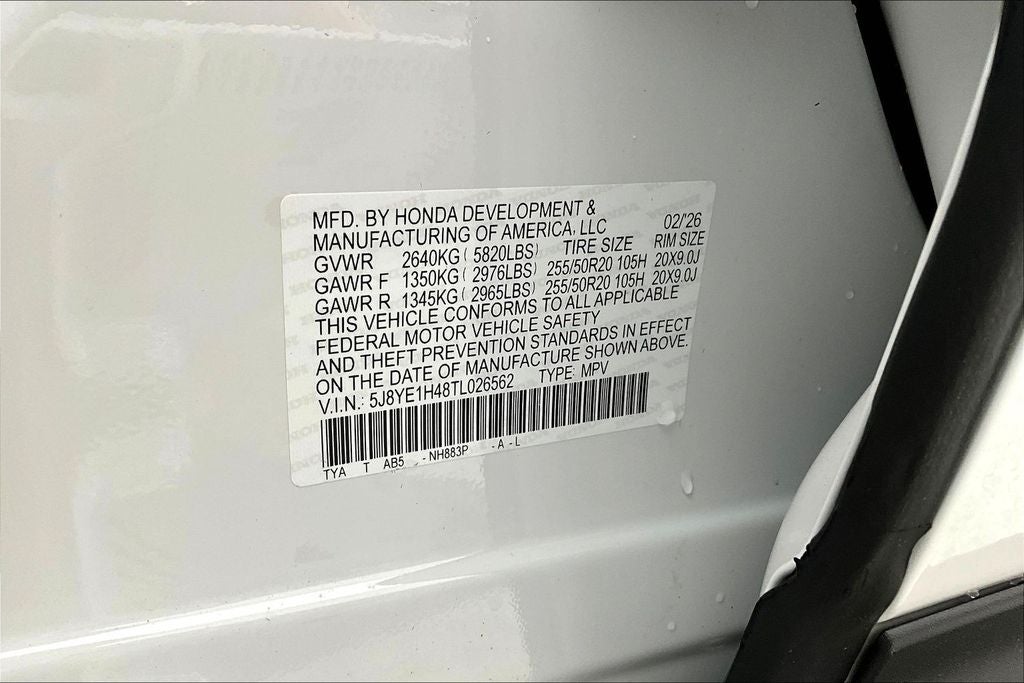 MFD. BY HONDA DEVELOPMENT &
MANUFACTURING OF AMERICA, LLC 02/'26
GVWR 2640KG ( 5820LBS) TIRE SIZE RIM SIZE
GAWR F 1350KG ( 2976LBS) 255/50R20 105H 20X9.0J
GAWR R 1345KG ( 2965LBS) 255/50R20 105H 20X9.0J
THIS VEHICLE CONFORMS TO ALL APPLICABLE
FEDERAL MOTOR VEHICLE SAFETY
AND THEFT PREVENTION STANDARDS IN EFFECT
ON THE DATE OF MANUFACTURE SHOWN ABOVE.
V.I.N.: 5J8YE1H48TL026562 TYPE: MPV
TYA T AB5 - NH883P - A - L